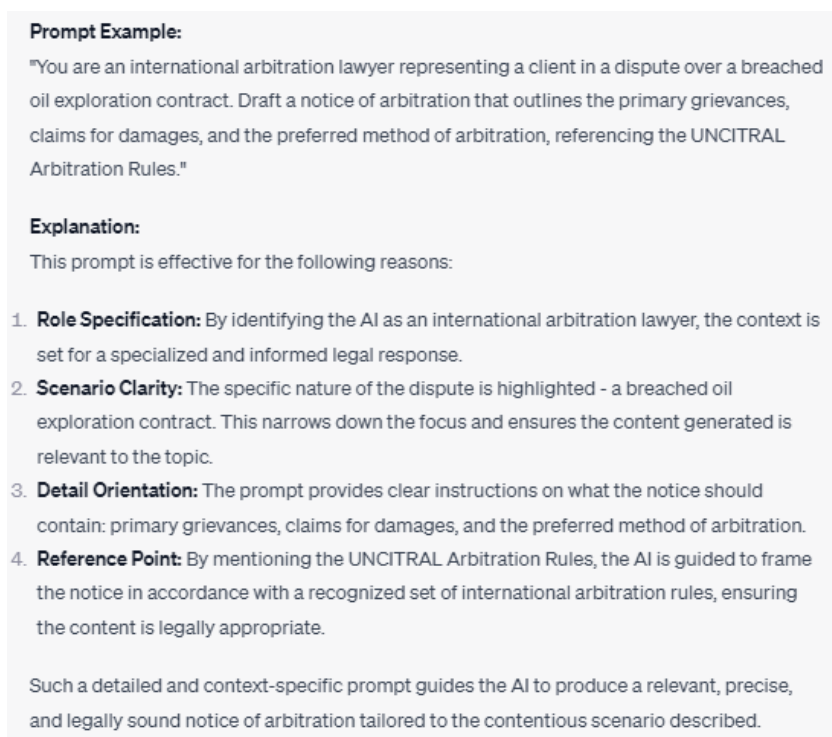 Prompt Example:
"You are an international arbitration lawyer representing a client in a dispute over a breached
oil exploration contract. Draft a notice of arbitration that outlines the primary grievances,
claims for damages, and the preferred method of arbitration, referencing the UNCITRAL
Arbitration Rules."
Explanation:
This prompt is effective for the following reasons:
1. Role Specification: By identifying the AI as an international arbitration lawyer, the context is
set for a specialized and informed legal response.
2. Scenario Clarity: The specific nature of the dispute is highlighted - a breached oil
exploration contract. This narrows down the focus and ensures the content generated is
relevant to the topic.
3. Detail Orientation: The prompt provides clear instructions on what the notice should
contain: primary grievances, claims for damages, and the preferred method of arbitration.
4. Reference Point: By mentioning the UNCITRAL Arbitration Rules, the AI is guided to frame
the notice in accordance with a recognized set of international arbitration rules, ensuring
the content is legally appropriate.
Such a detailed and context-specific prompt guides the AI to produce a relevant, precise,
and legally sound notice of arbitration tailored to the contentious scenario described.